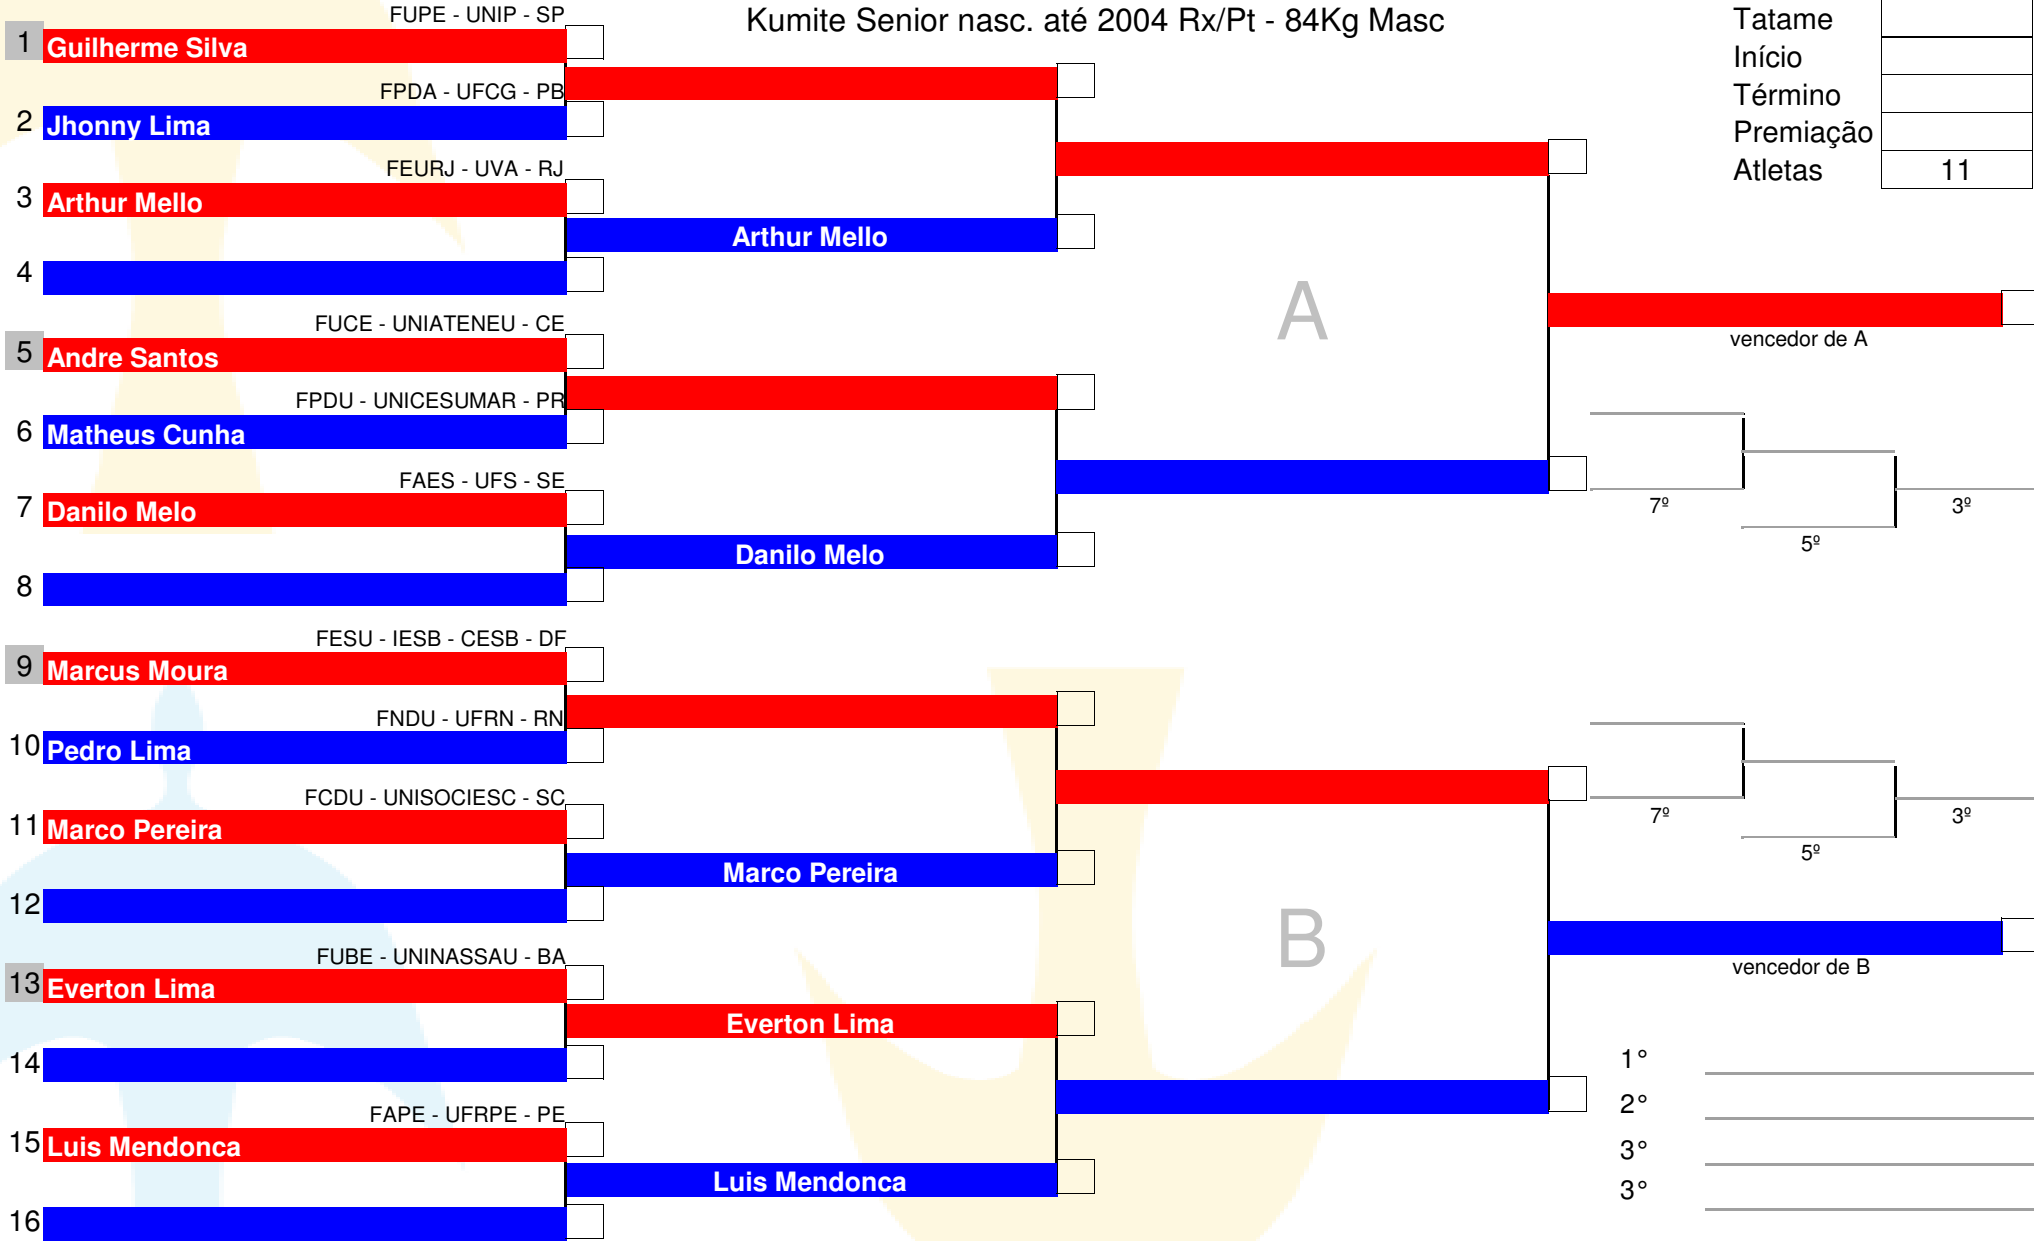 Kumite Senior nasc. até 2004 Rx/Pt - 84Kg Masc
Tatame
Início
Término
Premiação
Atletas 11
FUPE - UNIP - SP
1 Guilherme Silva
FPDA - UFCG - PB
2 Jhonny Lima
FEURJ - UVA - RJ
3 Arthur Mello
Arthur Mello
4
FUCE - UNIATENEU - CE
5 Andre Santos
FPDU - UNICESUMAR - PR
6 Matheus Cunha
FAES - UFS - SE
7 Danilo Melo
Danilo Melo
8
A
vencedor de A
7º
5º
3º
FESU - IESB - CESB - DF
9 Marcus Moura
FNDU - UFRN - RN
10 Pedro Lima
FCDU - UNISOCIESC - SC
11 Marco Pereira
Marco Pereira
12
FUBE - UNINASSAU - BA
13 Everton Lima
Everton Lima
14
FAPE - UFRPE - PE
15 Luis Mendonca
Luis Mendonca
16
B
7º
5º
3º
vencedor de B
1°
2°
3°
3°